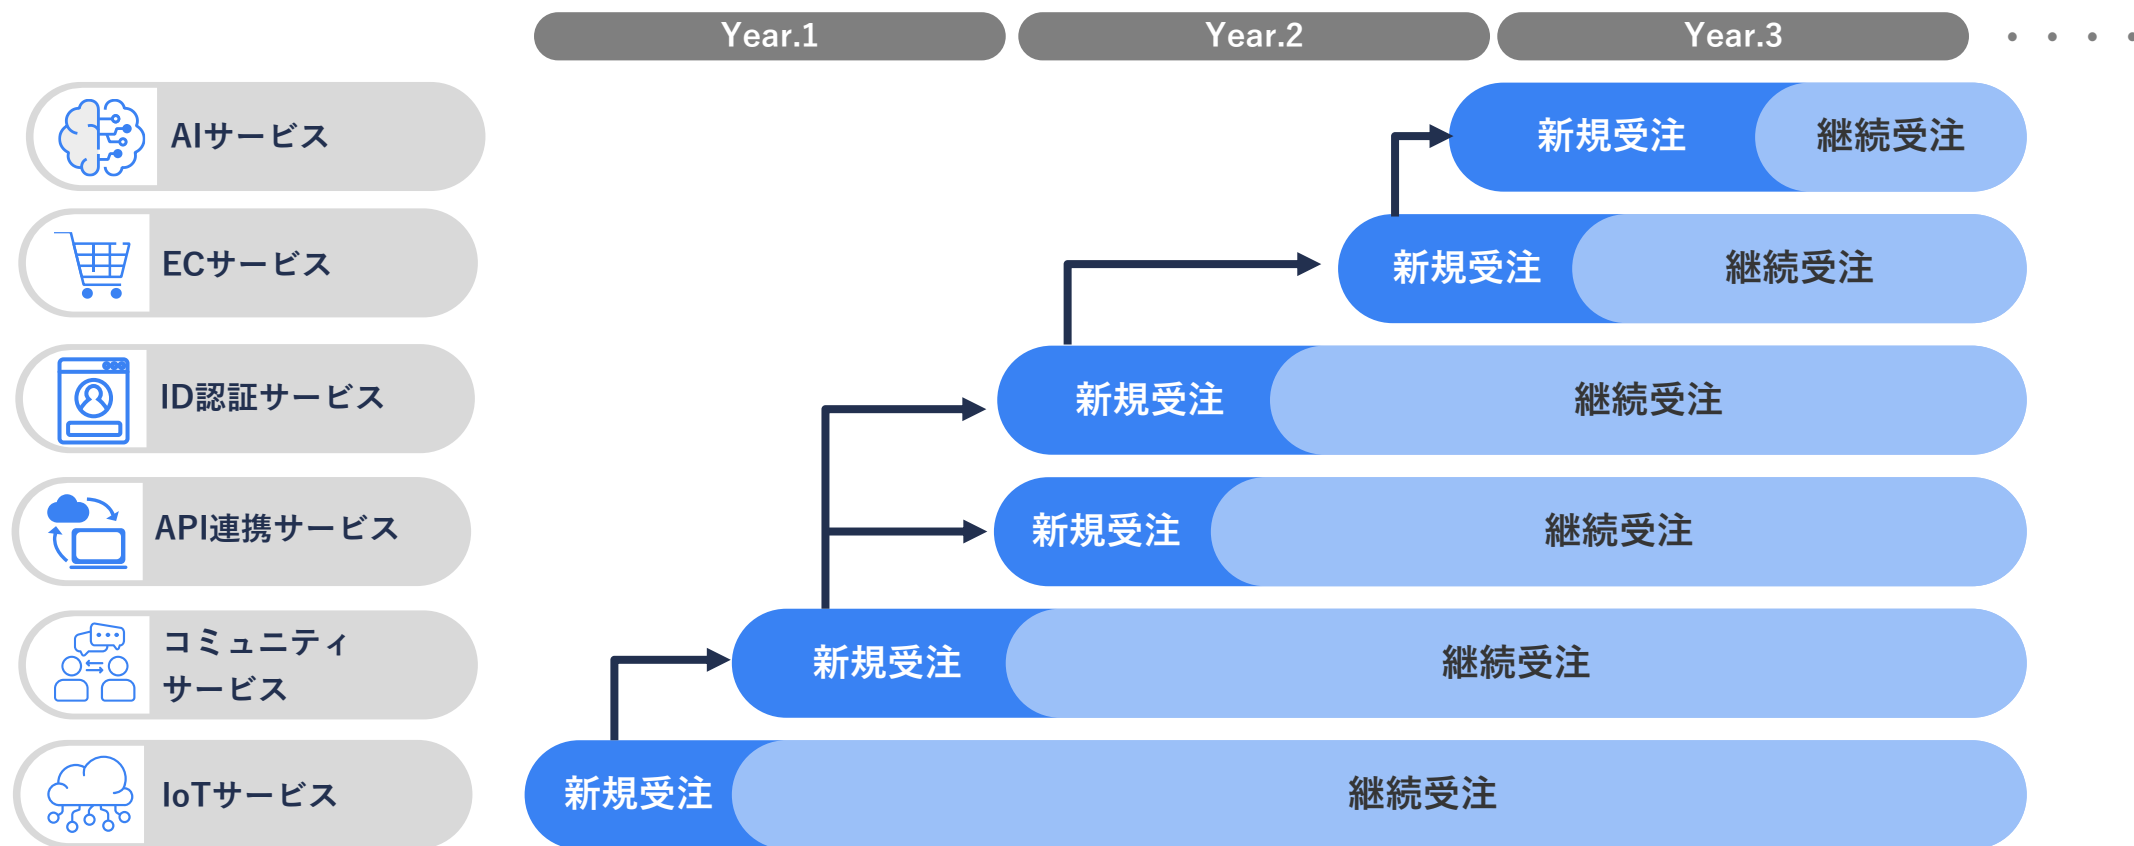 Year.1
Year.2
Year.3
・・・・
AIサービス
新規受注
継続受注
ECサービス
新規受注
継続受注
ID認証サービス
新規受注
継続受注
API連携サービス
新規受注
継続受注
コミュニティ
サービス
新規受注
継続受注
IoTサービス
新規受注
継続受注